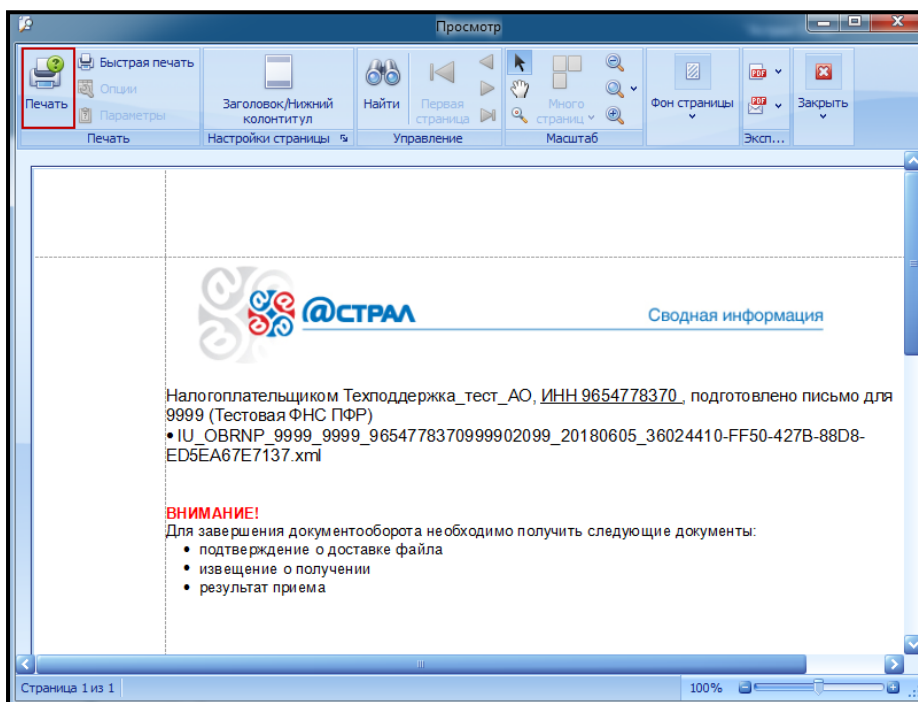 Просмотр
Печать
Быстрая печать
Опции
Параметры
Печать
Заголовок/Нижний
колонтитул
Настройки страницы
Найти
Первая
страница
Управление
Много
страниц
Масштаб
Фон страницы
PDF
PDF
Эксп...
Закрыть
@СТРАЛ
Сводная информация
Налогоплательщиком Техподдержка_тест_АО, ИНН 9654778370 , подготовлено письмо для
9999 (Тестовая ФНС ПФР)
• IU_OBRNP_9999_9999_9654778370999902099_20180605_36024410-FF50-427B-88D8-
ED5EA67E7137.xml
ВНИМАНИЕ!
Для завершения документооборота необходимо получить следующие документы:
• подтверждение о доставке файла
• извещение о получении
• результат приема
Страница 1 из 1
100%